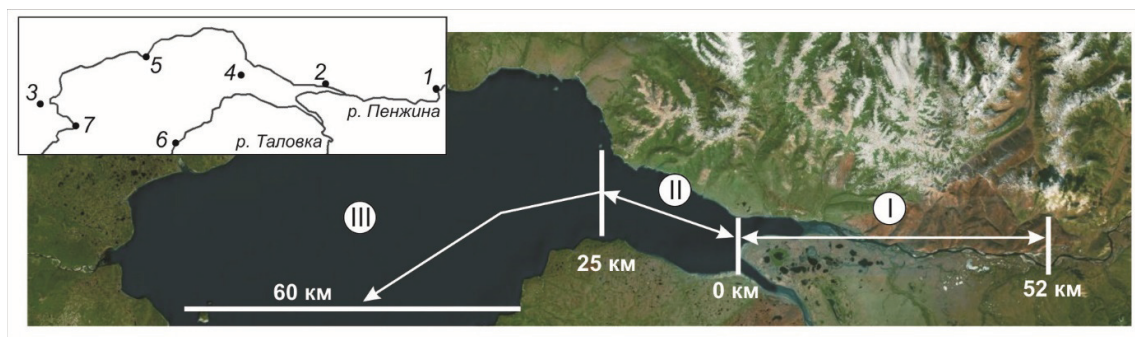 5
4
2
1
3
7
6
р. Пенжина
р. Таловка
I
II
III
25 км
0 км
52 км
60 км